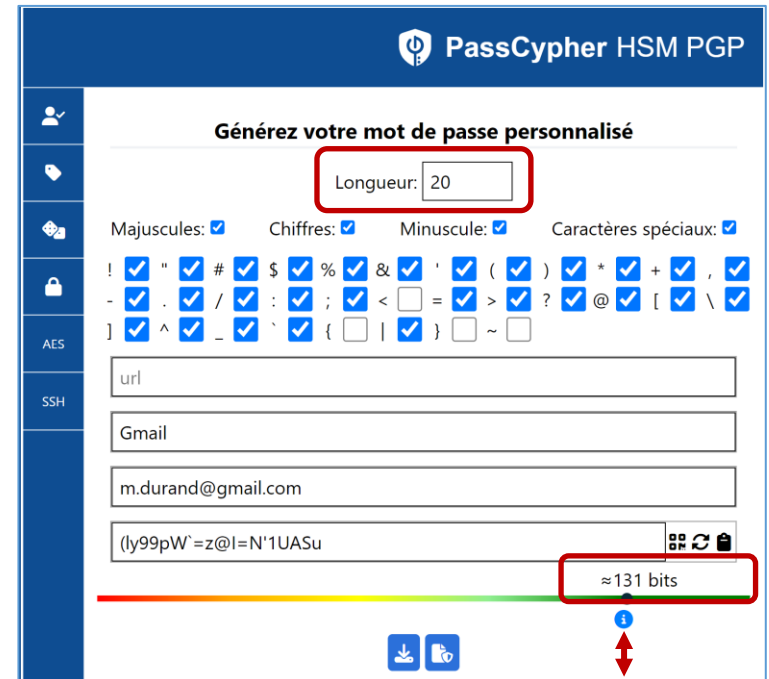 PassCypher HSM PGP
Générez votre mot de passe personnalisé
Longueur: 20
Majuscules: Chiffres: Minuscule: Caractères spéciaux:
! " # $ % & ' ( ) * + ,
- . / : ; < = > ? @ [ \
] ^ _ ` { | } ~
AES
url
SSH
Gmail
m.durand@gmail.com
(ly99pW`=z@I=N'1UASu
≈131 bits